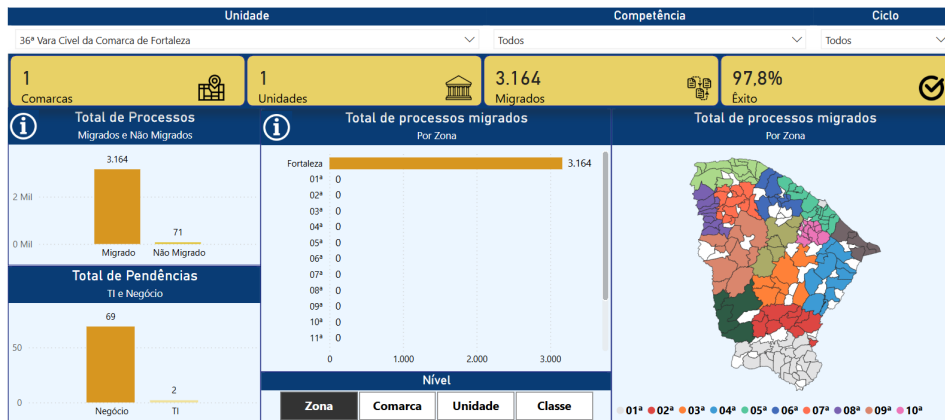 Unidade
Competência
Ciclo
36ª Vara Civel da Comarca de Fortaleza
Todos
Todos
1
Comarcas
1
Unidades
3.164
Migrados
97,8%
Êxito
Total de Processos
Migrados e Não Migrados
3.164
2 Mil
71
0 Mil
Migrado
Não Migrado
Total de Pendências
TI e Negócio
69
50
2
0
Negócio
TI
Total de processos migrados
Por Zona
Fortaleza 3.164
01ª 0
02ª 0
03ª 0
04ª 0
05ª 0
06ª 0
07ª 0
08ª 0
09ª 0
10ª 0
11ª 0
0 1.000 2.000 3.000
Nível
Zona Comarca Unidade Classe
Total de processos migrados
Por Zona
01ª 02ª 03ª 04ª 05ª 06ª 07ª 08ª 09ª 10ª